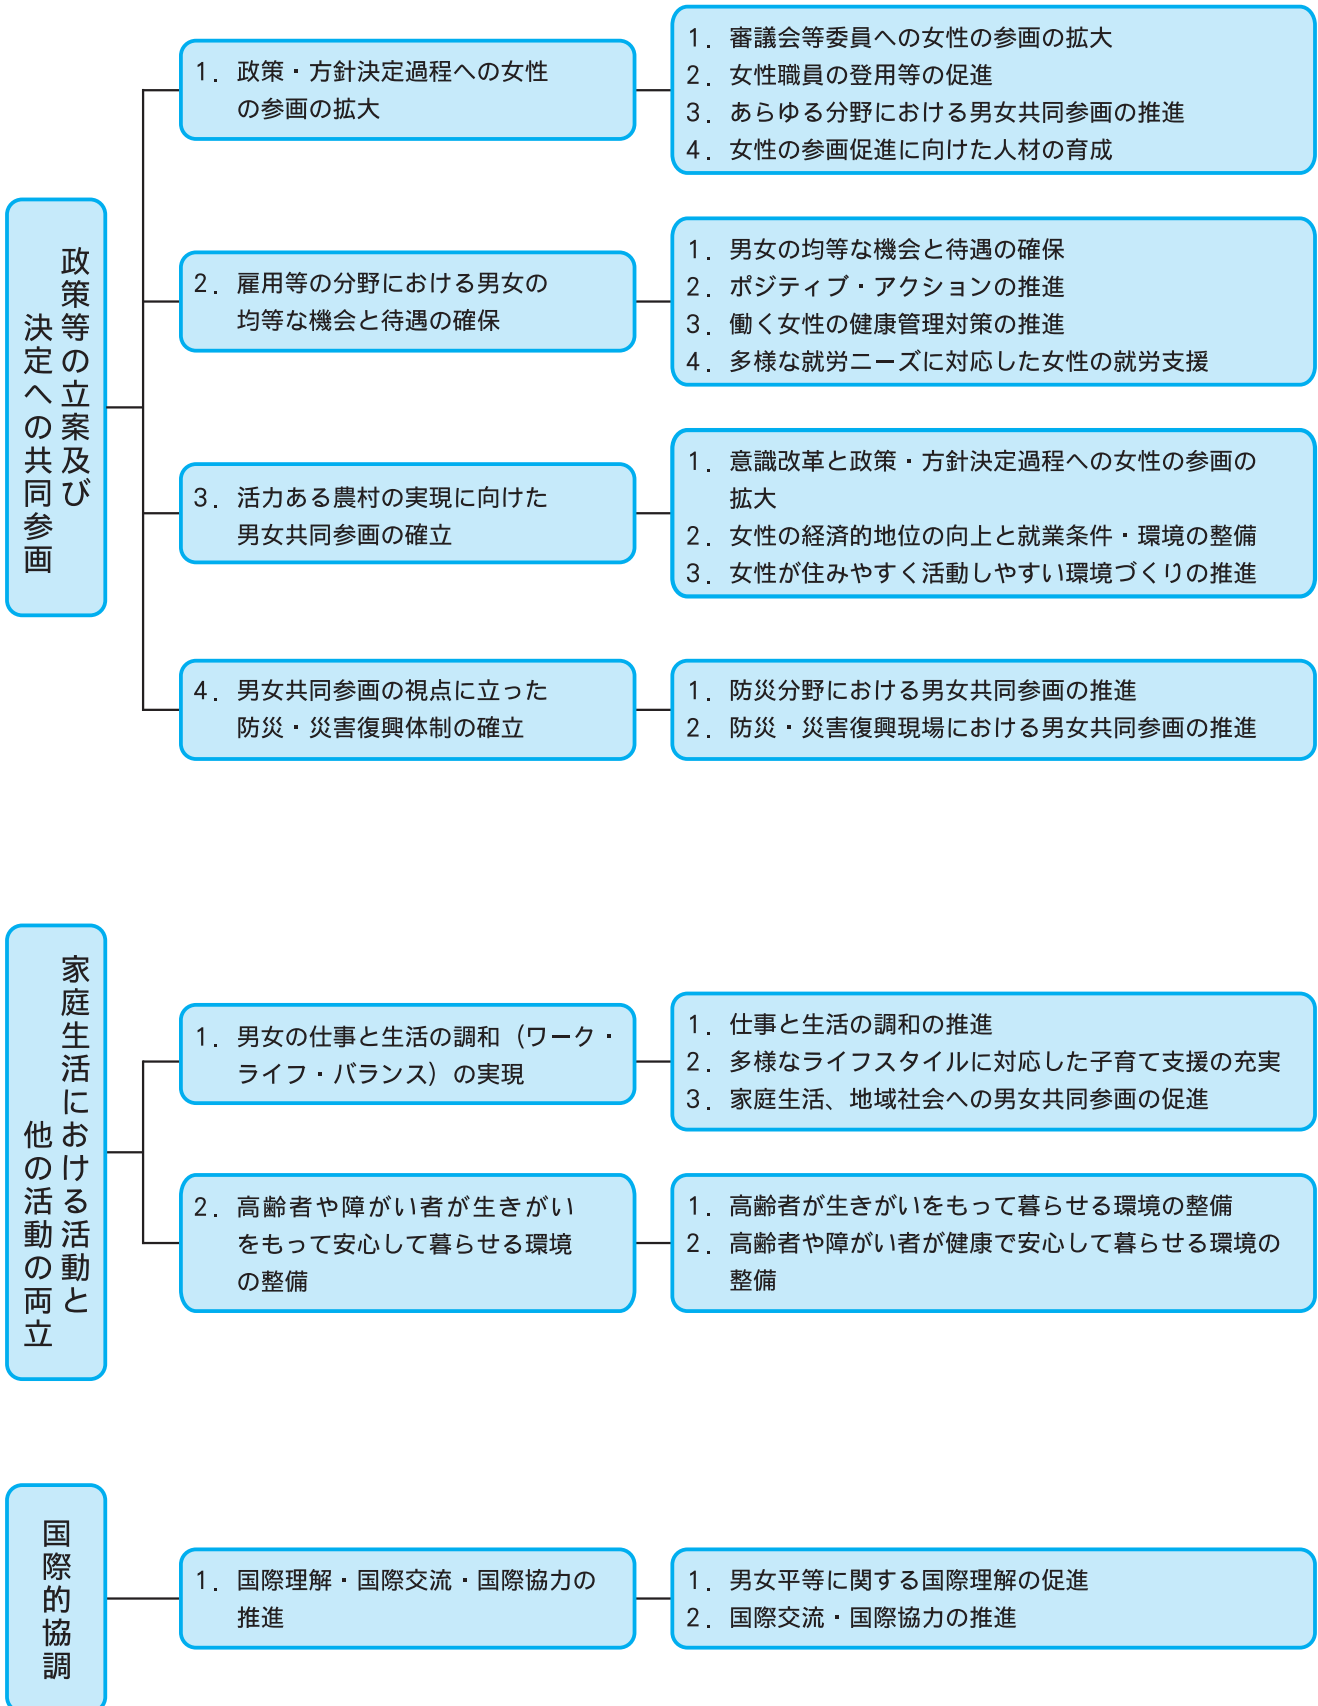 政策等の立案及び
決定への共同参画
1．政策・方針決定過程への女性
の参画の拡大
1．審議会等委員への女性の参画の拡大
2．女性職員の登用等の促進
3．あらゆる分野における男女共同参画の推進
4．女性の参画促進に向けた人材の育成
2．雇用等の分野における男女の
均等な機会と待遇の確保
1．男女の均等な機会と待遇の確保
2．ポジティブ・アクションの推進
3．働く女性の健康管理対策の推進
4．多様な就労ニーズに対応した女性の就労支援
3．活力ある農村の実現に向けた
男女共同参画の確立
1．意識改革と政策・方針決定過程への女性の参画の
拡大
2．女性の経済的地位の向上と就業条件・環境の整備
3．女性が住みやすく活動しやすい環境づくりの推進
4．男女共同参画の視点に立った
防災・災害復興体制の確立
1．防災分野における男女共同参画の推進
2．防災・災害復興現場における男女共同参画の推進
家庭生活における活動と
他の活動の両立
1．男女の仕事と生活の調和（ワーク・
ライフ・バランス）の実現
1．仕事と生活の調和の推進
2．多様なライフスタイルに対応した子育て支援の充実
3．家庭生活、地域社会への男女共同参画の促進
2．高齢者や障がい者が生きがい
をもって安心して暮らせる環境
の整備
1．高齢者が生きがいをもって暮らせる環境の整備
2．高齢者や障がい者が健康で安心して暮らせる環境の
整備
国際的協調
1．国際理解・国際交流・国際協力の
推進
1．男女平等に関する国際理解の促進
2．国際交流・国際協力の推進